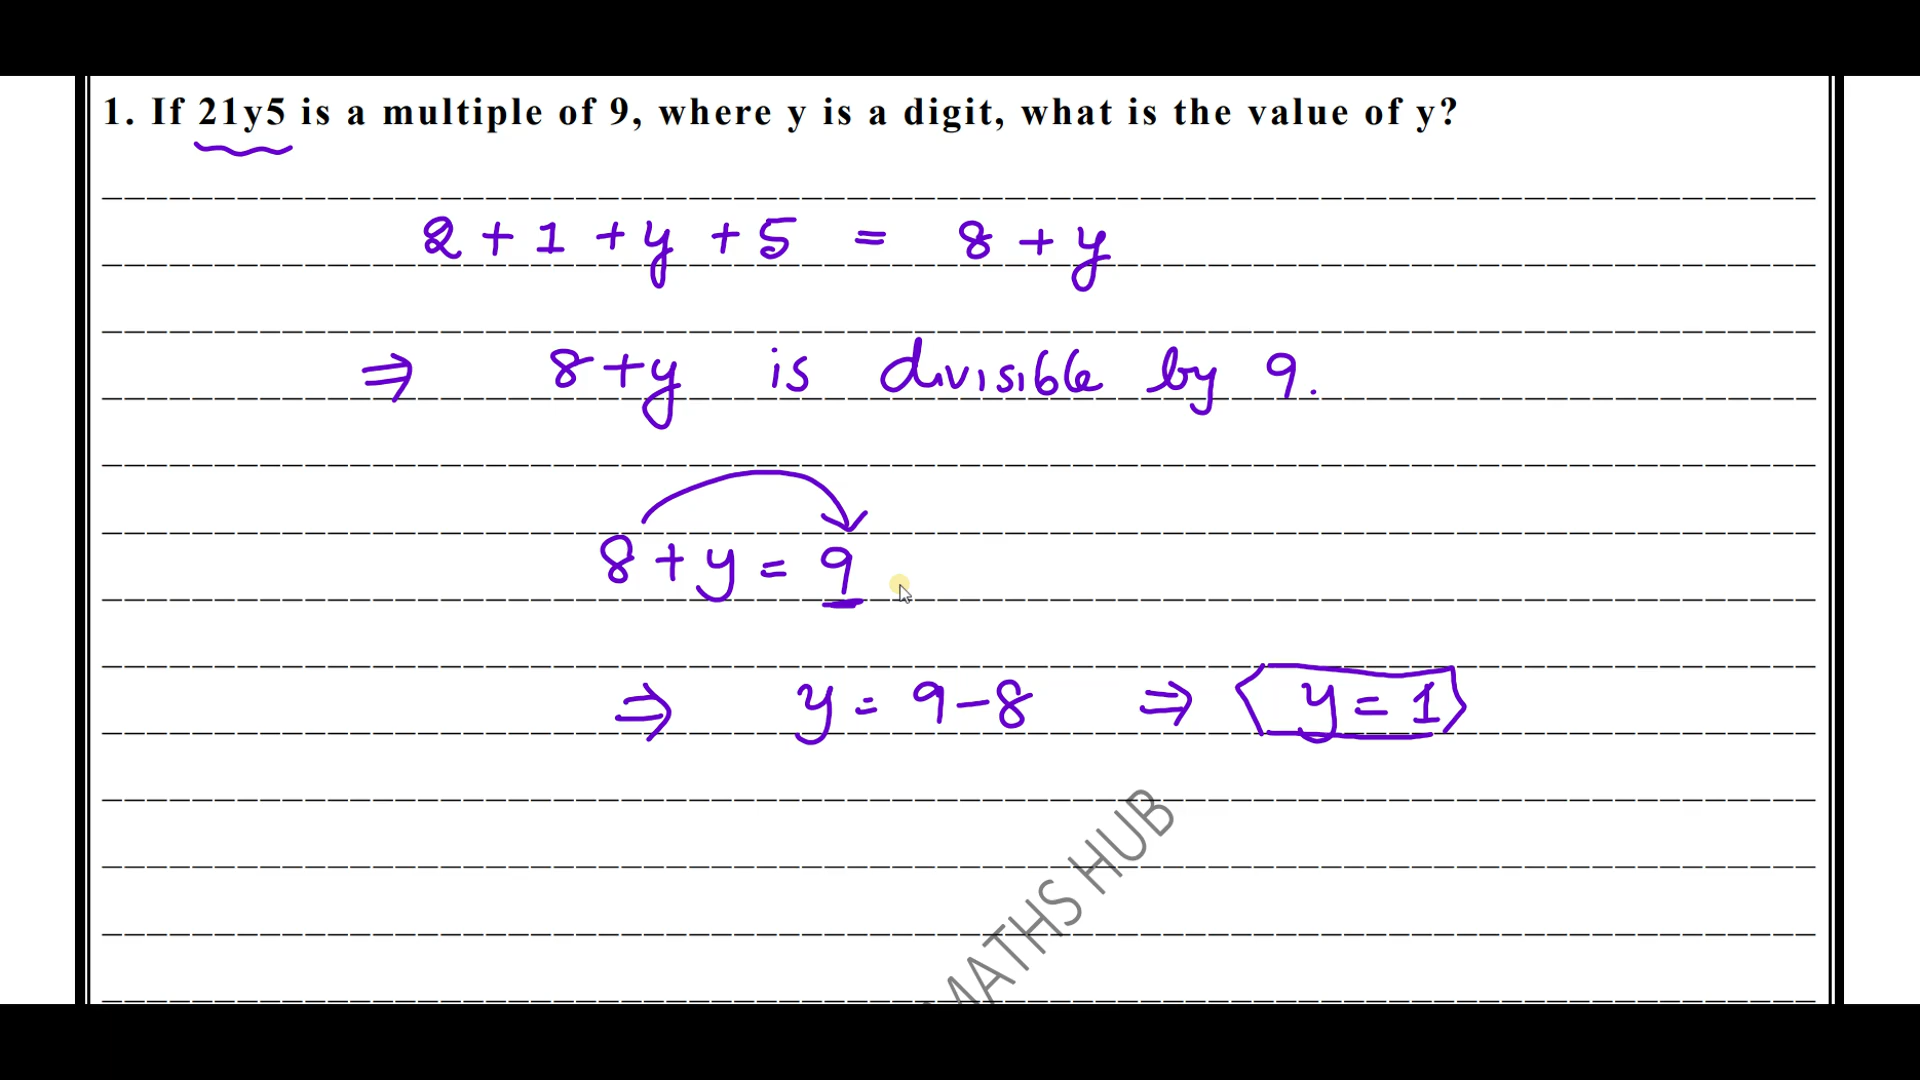 1. If 21y5 is a multiple of 9, where y is a digit, what is the value of y?
2 + 1 + y + 5 = 8 + y
⇒ 8 + y is divisible by 9.
8 + y = 9
⇒ y = 9 - 8 ⇒ y = 1
MATHS HUB